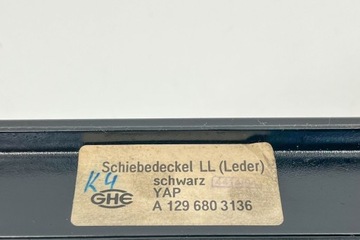 Schiebedeckel LL (Leder)
K4 schwarz
GHE YAP
A 129 680 3136